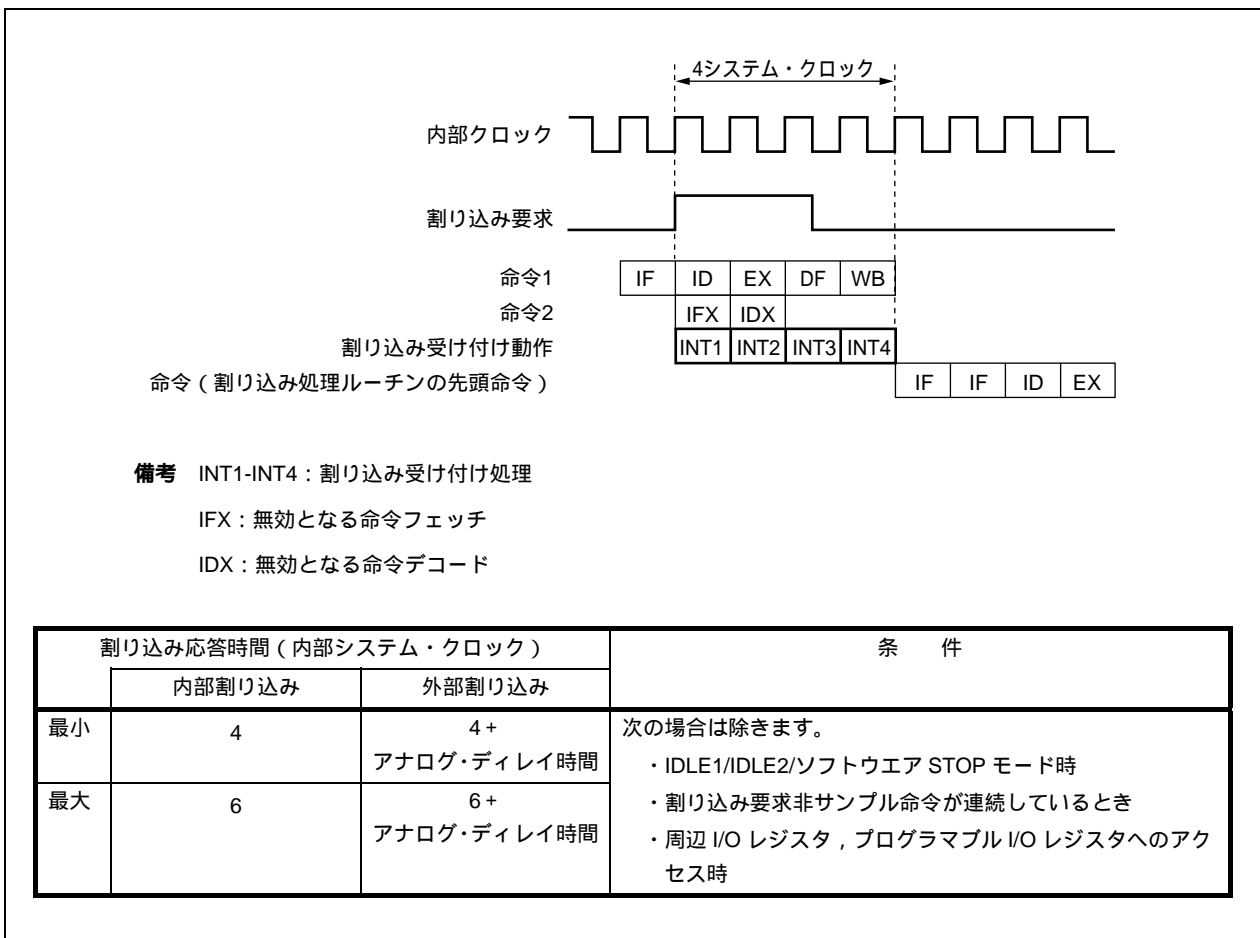 4システム・クロック
内部クロック
割り込み要求
命令1 IF ID EX DF WB
命令2 IFX IDX
割り込み受け付け動作 INT1 INT2 INT3 INT4
命令（割り込み処理ルーチンの先頭命令） IF IF ID EX
備考 INT1-INT4：割り込み受け付け処理
IFX：無効となる命令フェッチ
IDX：無効となる命令デコード
割り込み応答時間（内部システム・クロック） 条 件
内部割り込み 外部割り込み
最小 4 4＋
アナログ・ディレイ時間
最大 6 6＋
アナログ・ディレイ時間
次の場合は除きます。
・IDLE1/IDLE2/ソフトウエア STOP モード時
・割り込み要求非サンプル命令が連続しているとき
・周辺 I/O レジスタ，プログラマブル I/O レジスタへのアク
セス時